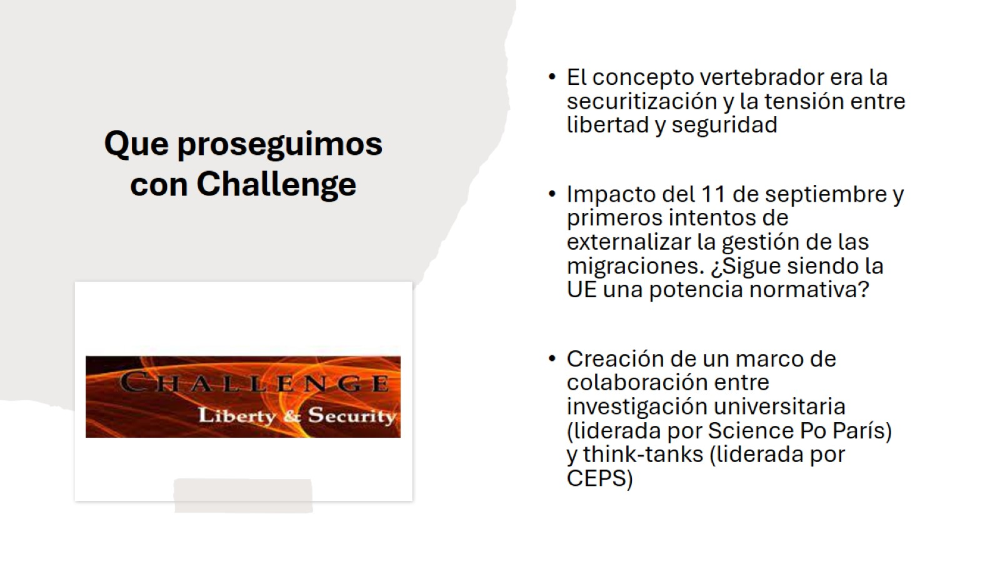 Que proseguimos
con Challenge
CHALLENGE
Liberty & Security
• El concepto vertebrador era la
securitización y la tensión entre
libertad y seguridad
• Impacto del 11 de septiembre y
primeros intentos de
externalizar la gestión de las
migraciones. ¿Sigue siendo la
UE una potencia normativa?
• Creación de un marco de
colaboración entre
investigación universitaria
(liderada por Science Po París)
y think-tanks (liderada por
CEPS)